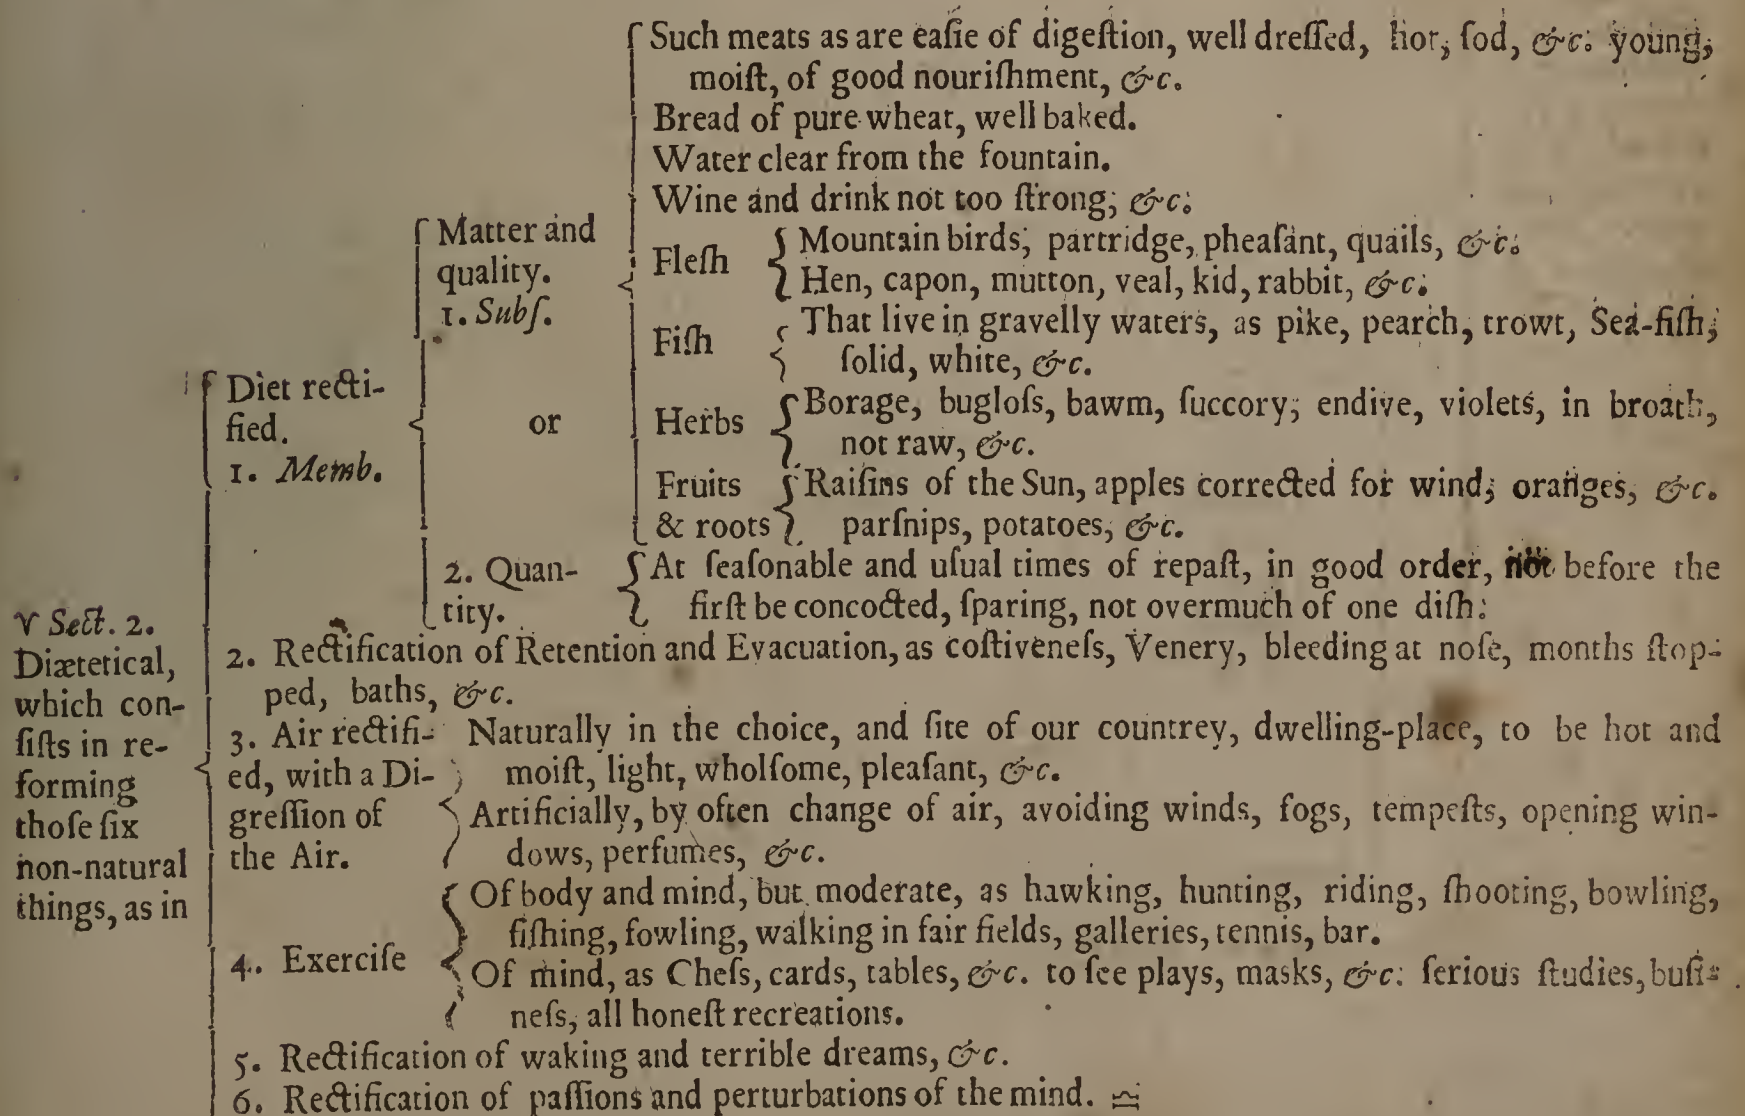 Such meats as are eaſie of digeſtion, well dreſſed, hot, ſod, &c. young,
moiſt, of good nouriſhment, &c.
Bread of pure wheat, well baked.
Water clear from the fountain.
Wine and drink not too ſtrong, &c.
Matter and
quality.
1. Subſ.
Fleſh
Mountain birds, partridge, pheaſant, quails, &c.
Hen, capon, mutton, veal, kid, rabbit, &c.
Fiſh
That live in gravelly waters, as pike, pearch, trowt, Sea-fiſh,
ſolid, white, &c.
Diet recti-
fied.
1. Memb.
or
Herbs
Borage, bugloſs, bawm, ſuccory, endive, violets, in broath,
not raw, &c.
Fruits
& roots
Raiſins of the Sun, apples corrected for wind, oranges, &c.
parſnips, potatoes, &c.
2. Quan-
tity.
At ſeaſonable and uſual times of repaſt, in good order, not before the
firſt be concocted, ſparing, not overmuch of one diſh.
♈ Sect. 2.
Diætetical,
which con-
ſiſts in re-
forming
thoſe ſix
non-natural
things, as in
2. Rectification of Retention and Evacuation, as coſtiveneſs, Venery, bleeding at noſe, months ſtop-
ped, baths, &c.
3. Air rectifi-
ed, with a Di-
greſſion of
the Air.
Naturally in the choice, and ſite of our countrey, dwelling-place, to be hot and
moiſt, light, wholſome, pleaſant, &c.
Artificially, by often change of air, avoiding winds, fogs, tempeſts, opening win-
dows, perfumes, &c.
4. Exerciſe
Of body and mind, but moderate, as hawking, hunting, riding, ſhooting, bowling,
fiſhing, fowling, walking in fair fields, galleries, tennis, bar.
Of mind, as Cheſs, cards, tables, &c. to ſee plays, masks, &c. ſerious ſtudies, buſi-
neſs, all honeſt recreations.
5. Rectification of waking and terrible dreams, &c.
6. Rectification of paſſions and perturbations of the mind. ♎